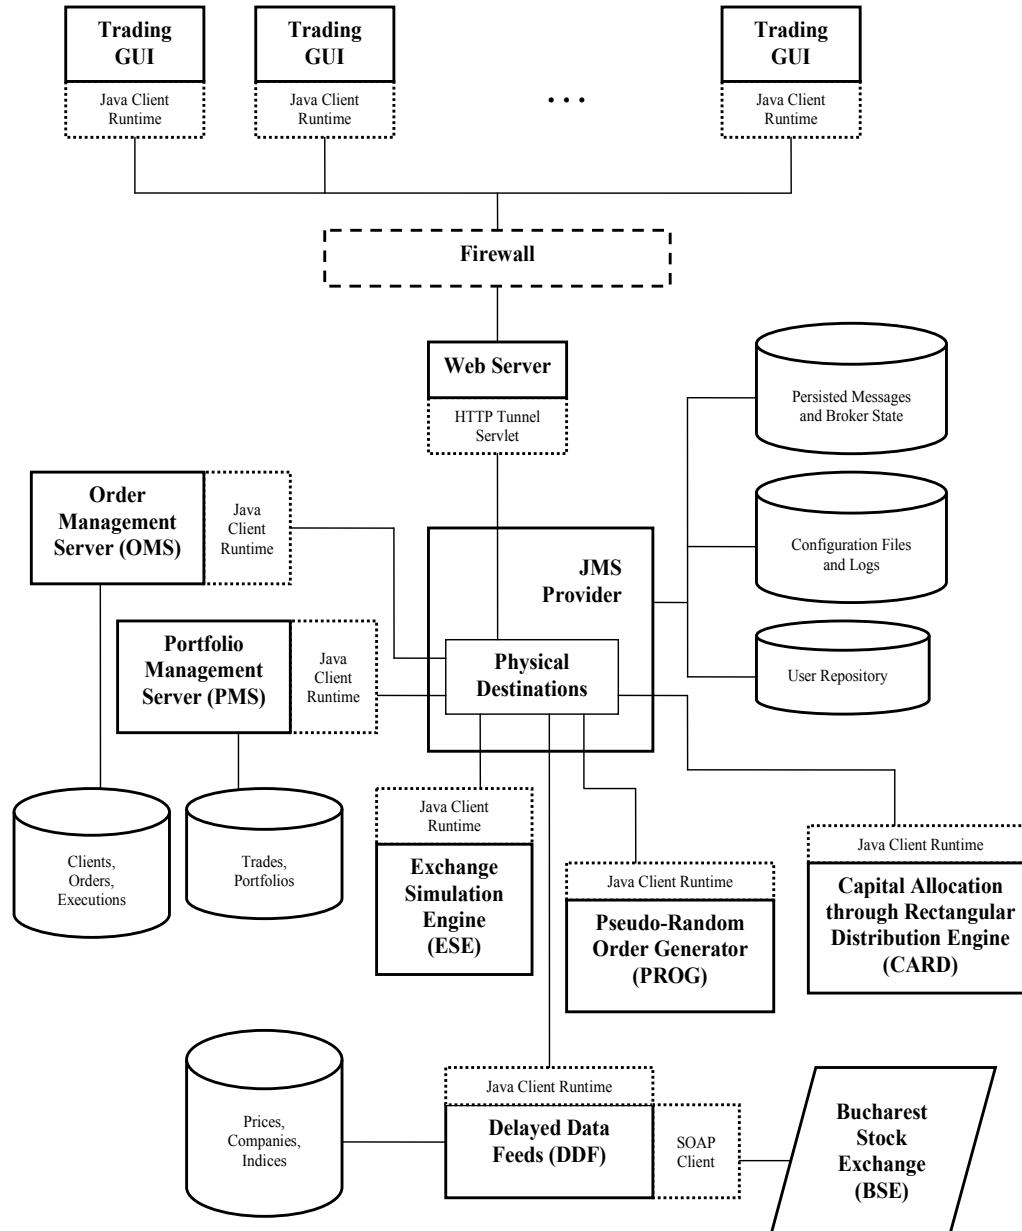 Trading
GUI
Java Client
Runtime
Trading
GUI
Java Client
Runtime
...
Trading
GUI
Java Client
Runtime
Firewall
Web Server
HTTP Tunnel
Servlet
Persisted Messages
and Broker State
Order
Management
Server (OMS)
Java
Client
Runtime
JMS
Provider
Configuration Files
and Logs
Portfolio
Management
Server (PMS)
Java
Client
Runtime
Physical
Destinations
User Repository
Clients,
Orders,
Executions
Trades,
Portfolios
Java Client
Runtime
Exchange
Simulation
Engine
(ESE)
Java Client Runtime
Pseudo-Random
Order Generator
(PROG)
Java Client Runtime
Capital Allocation
through Rectangular
Distribution Engine
(CARD)
Prices,
Companies,
Indices
Java Client Runtime
Delayed Data
Feeds (DDF)
SOAP
Client
Bucharest
Stock
Exchange
(BSE)